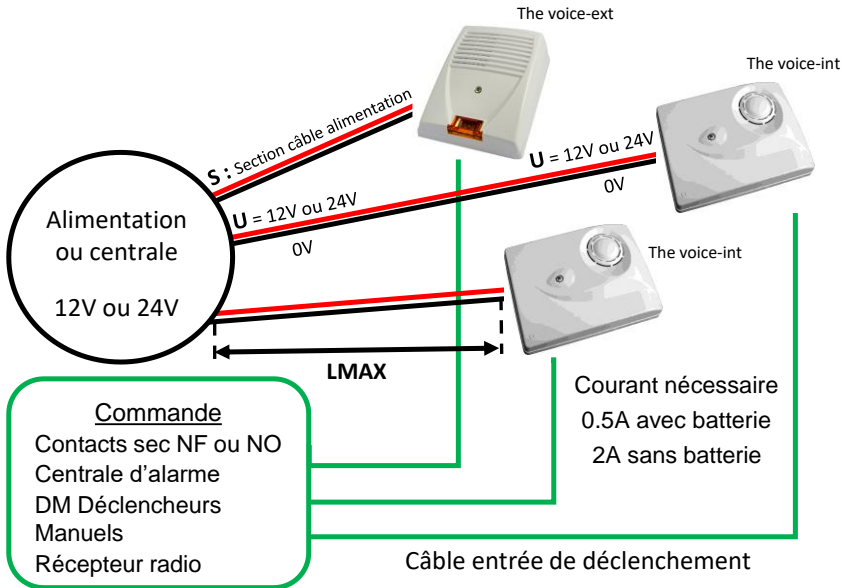 The voice-ext
The voice-int
S : Section câble alimentation
U = 12V ou 24V
0V
U = 12V ou 24V
0V
Alimentation
ou centrale
12V ou 24V
The voice-int
LMAX
Courant nécessaire
0.5A avec batterie
2A sans batterie
Commande
Contacts sec NF ou NO
Centrale d'alarme
DM Déclencheurs
Manuels
Récepteur radio
Câble entrée de déclenchement